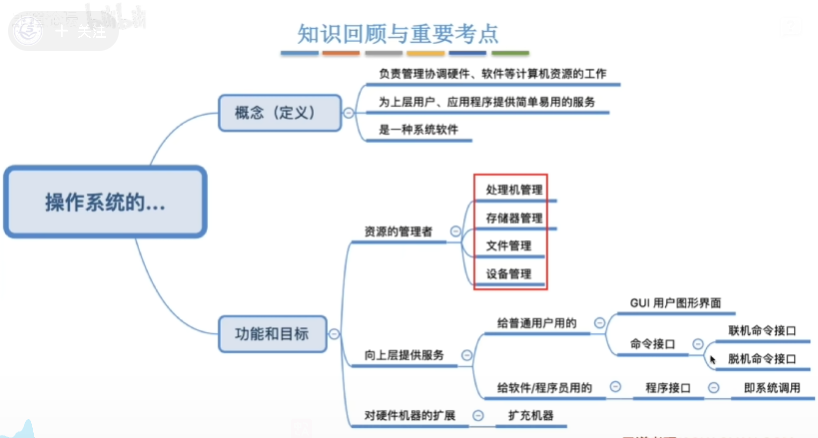 bilibili
+ 关注
知识回顾与重要考点
负责管理协调硬件、软件等计算机资源的工作
概念（定义）
为上层用户、应用程序提供简单易用的服务
是一种系统软件
操作系统的...
处理机管理
资源的管理者
存储器管理
文件管理
设备管理
功能和目标
GUI 用户图形界面
给普通用户用的
联机命令接口
命令接口
向上层提供服务
脱机命令接口
给软件/程序员用的
程序接口
即系统调用
对硬件机器的扩展
扩充机器